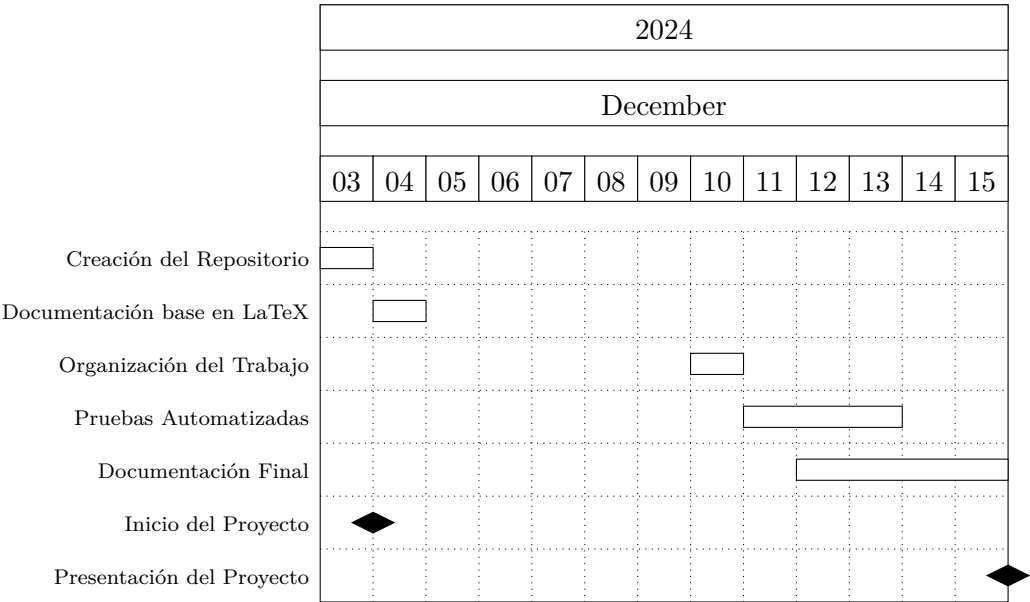 2024
December
03 04 05 06 07 08 09 10 11 12 13 14 15
Creación del Repositorio
Documentación base en LaTeX
Organización del Trabajo
Pruebas Automatizadas
Documentación Final
Inicio del Proyecto
Presentación del Proyecto